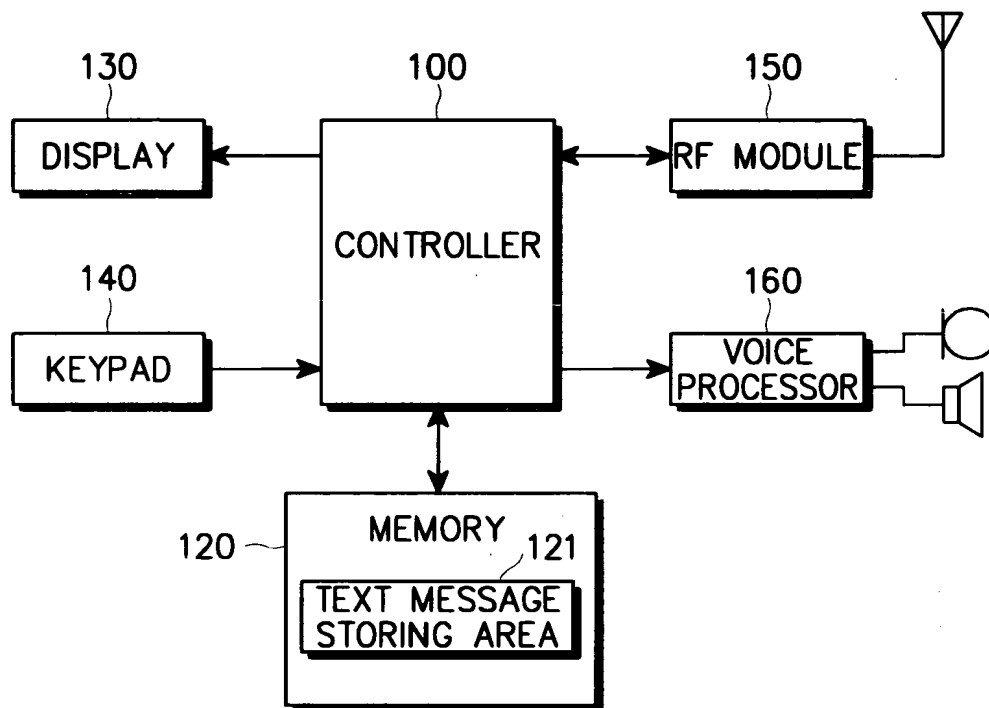 130
100
150
DISPLAY
RF MODULE
CONTROLLER
140
160
KEYPAD
VOICE
PROCESSOR
120
MEMORY
121
TEXT MESSAGE
STORING AREA